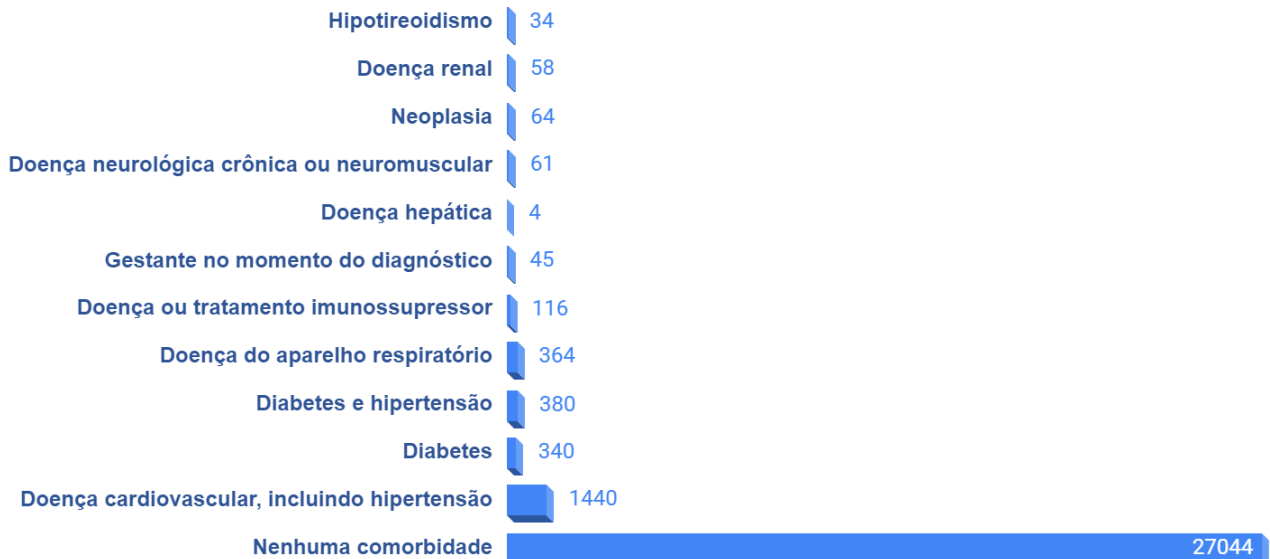 Hipotireoidismo 34
Doença renal 58
Neoplasia 64
Doença neurológica crônica ou neuromuscular 61
Doença hepática 4
Gestante no momento do diagnóstico 45
Doença ou tratamento imunossupressor 116
Doença do aparelho respiratório 364
Diabetes e hipertensão 380
Diabetes 340
Doença cardiovascular, incluindo hipertensão 1440
Nenhuma comorbidade 27044